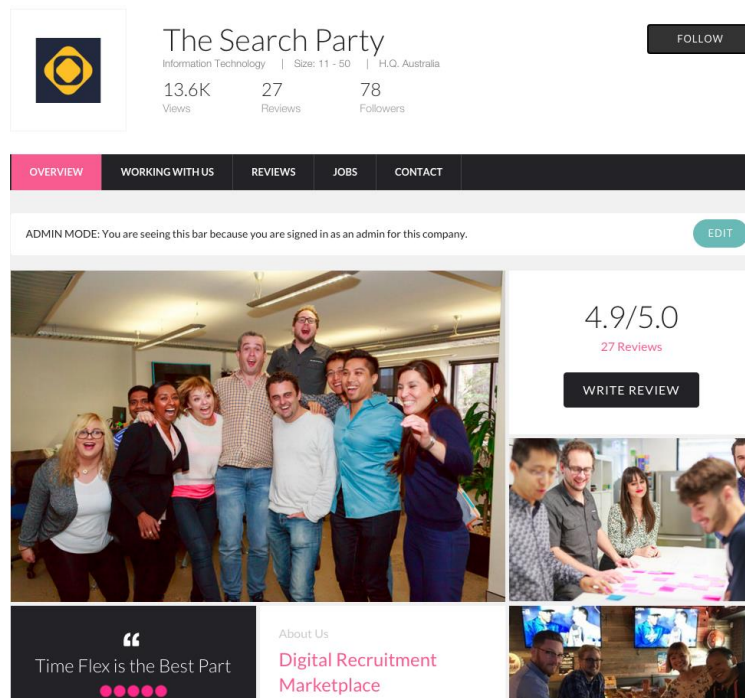 The Search Party
Information Technology | Size: 11 - 50 | H.Q. Australia
13.6K 27 78
Views Reviews Followers
FOLLOW
OVERVIEW WORKING WITH US REVIEWS JOBS CONTACT
ADMIN MODE: You are seeing this bar because you are signed in as an admin for this company.
EDIT
4.9/5.0
27 Reviews
WRITE REVIEW
“
Time Flex is the Best Part
About Us
Digital Recruitment
Marketplace